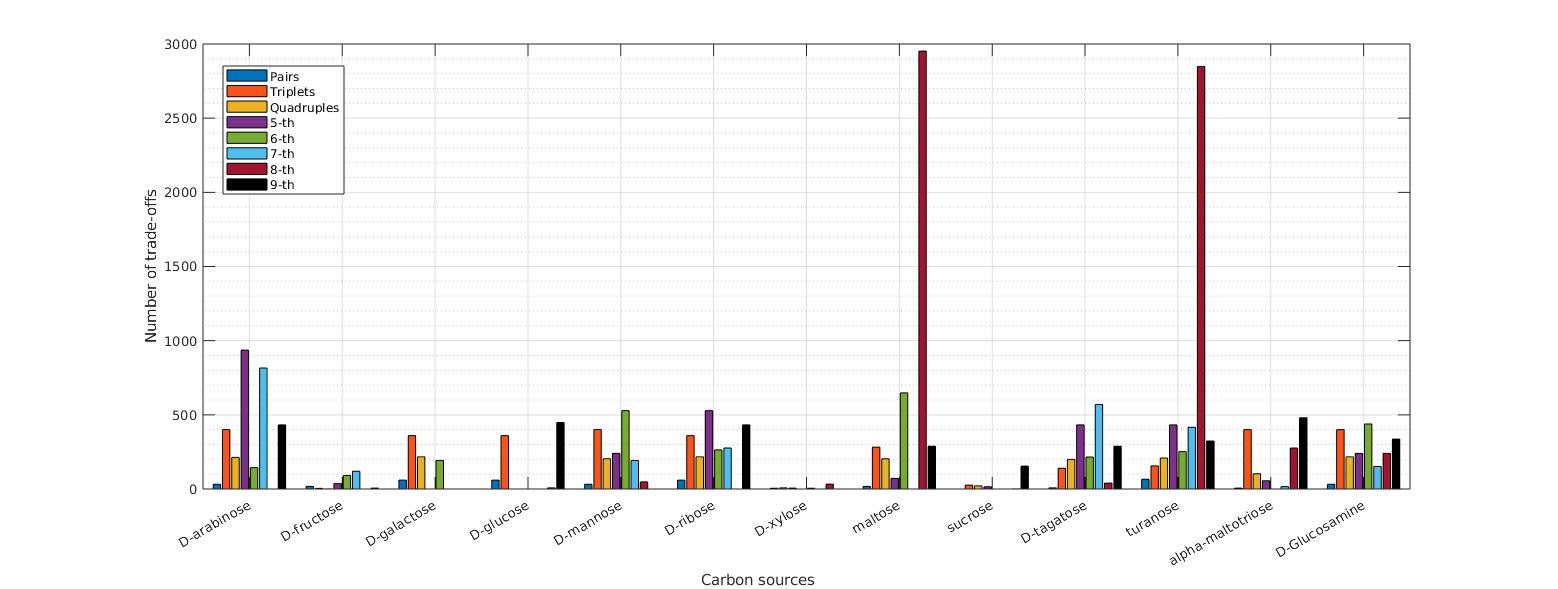 3000
2500
2000
1500
1000
500
0
Number of trade-offs
Pairs
Triplets
Quadruples
5-th
6-th
7-th
8-th
9-th
D-arabinose
D-fructose
D-galactose
D-glucose
D-mannose
D-ribose
D-xylose
maltose
sucrose
D-tagatose
turanose
alpha-maltotriose
D-Glucosamine
Carbon sources